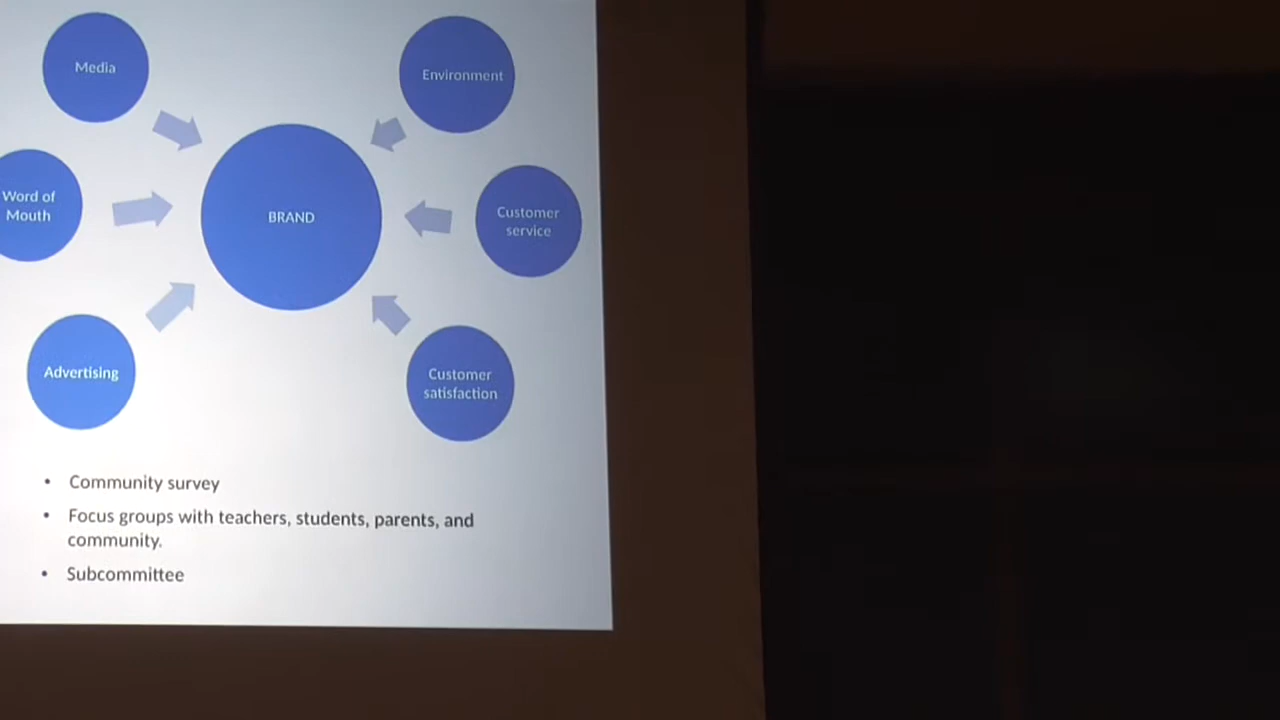 Media
Environment
Word of
Mouth
BRAND
Customer
service
Advertising
Customer
satisfaction
• Community survey
• Focus groups with teachers, students, parents, and
community.
• Subcommittee